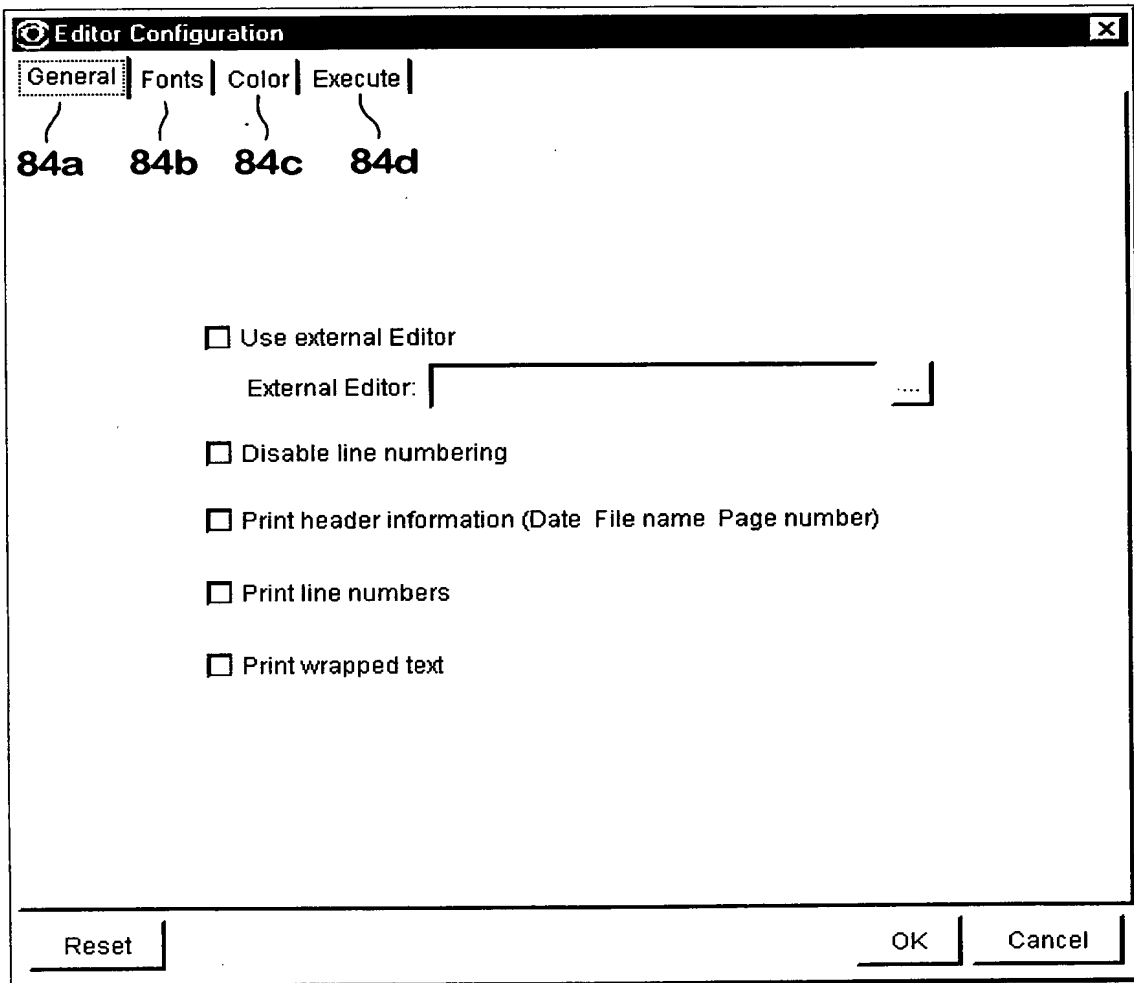 Editor Configuration
General Fonts Color Execute
84a 84b 84c 84d
Use external Editor
External Editor: ....
Disable line numbering
Print header information (Date File name Page number)
Print line numbers
Print wrapped text
Reset OK Cancel